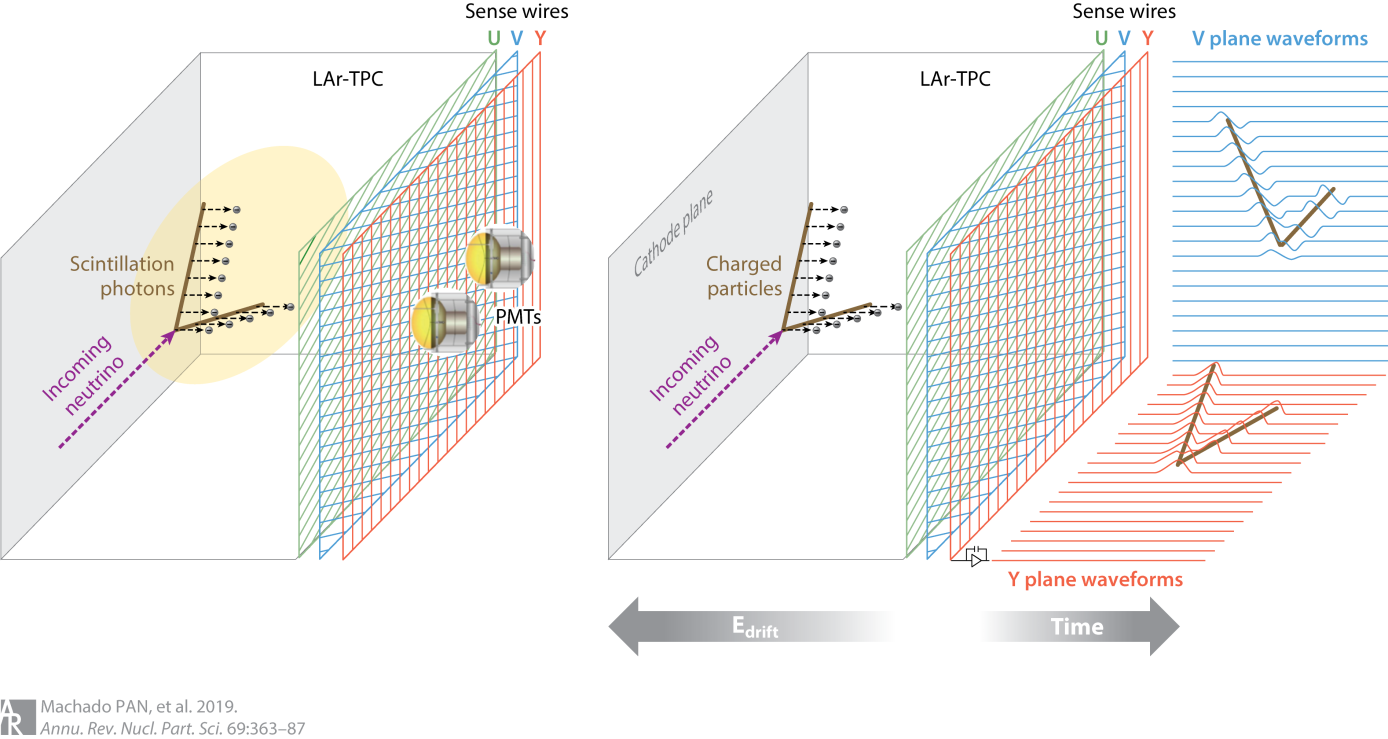 Sense wires
U V Y
LAr-TPC
Scintillation
photons
PMTs
Incoming
neutrino
Sense wires
U V Y
V plane waveforms
LAr-TPC
Cathode plane
Charged
particles
Incoming
neutrino
Y plane waveforms
Edrift
Time
AR
Machado PAN, et al. 2019.
Annu. Rev. Nucl. Part. Sci. 69:363–87